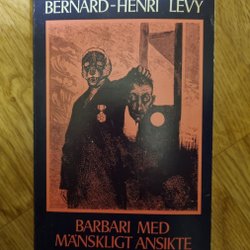 BERNARD-HENRI LEVY
BARBARI MED
MÄNSKLIGT ANSIKTE